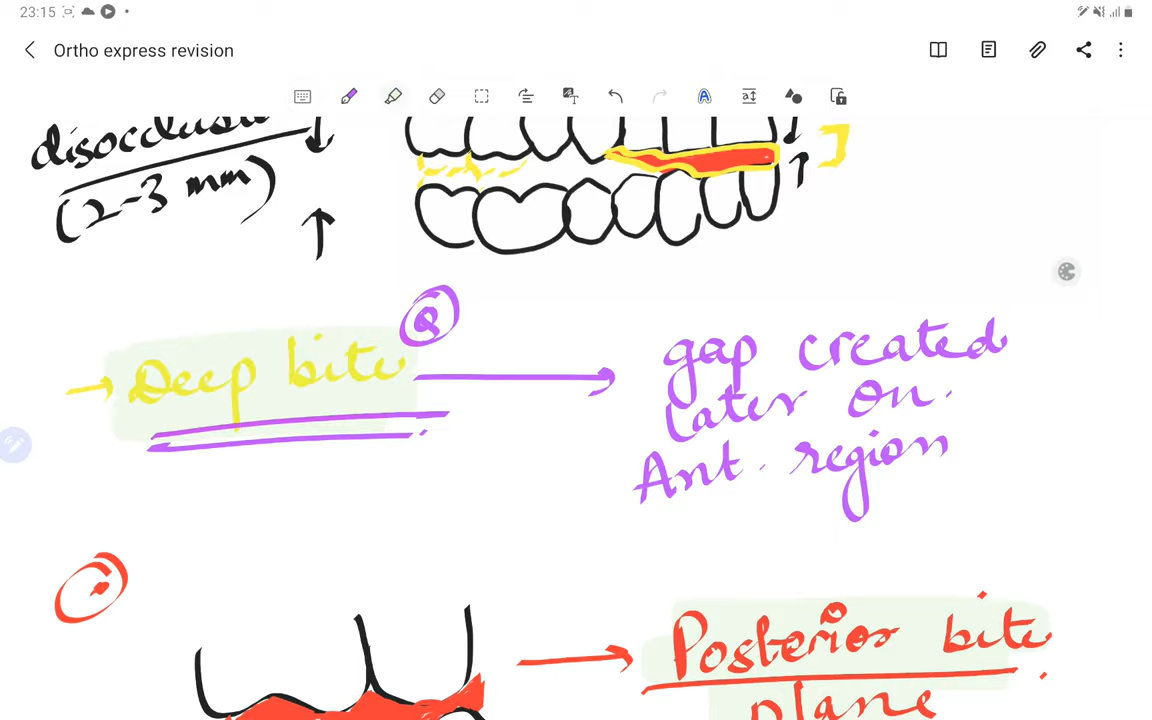 23:15
Ortho express revision
(2-3 mm)
→ Deep bite
gap created
Later on.
Ant. region
Posterior bite
plane